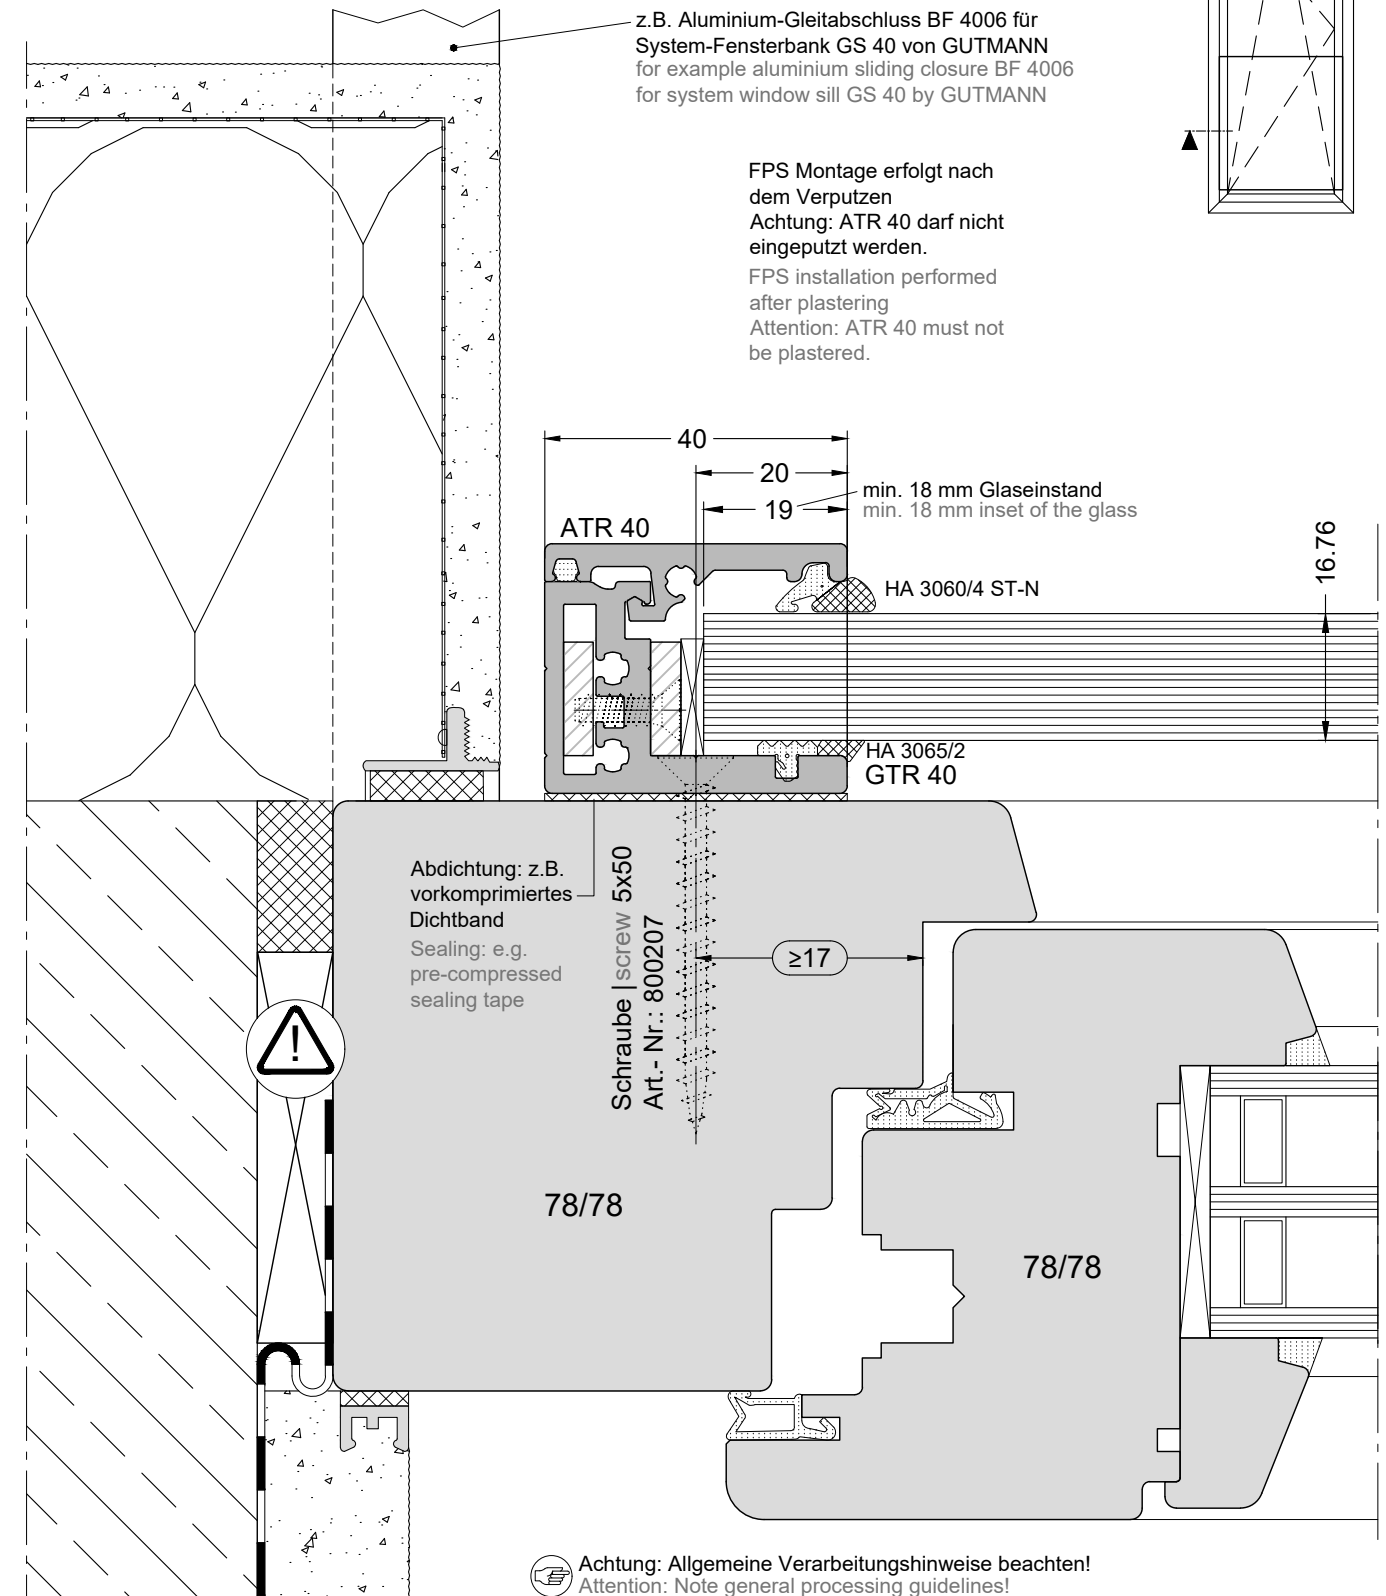 z.B. Aluminium-Gleitabschluss BF 4006 für
System-Fensterbank GS 40 von GUTMANN
for example aluminium sliding closure BF 4006
for system window sill GS 40 by GUTMANN
FPS Montage erfolgt nach
dem Verputzen
Achtung: ATR 40 darf nicht
eingeputzt werden.
FPS installation performed
after plastering
Attention: ATR 40 must not
be plastered.
40
20
19
min. 18 mm Glaseinstand
min. 18 mm inset of the glass
ATR 40
16.76
HA 3060/4 ST-N
HA 3065/2
GTR 40
Abdichtung: z.B.
vorkomprimiertes
Dichtband
Sealing: e.g.
pre-compressed
sealing tape
Schraube | screw 5x50
Art.- Nr.: 800207
≥17
!
78/78
78/78
Achtung: Allgemeine Verarbeitungshinweise beachten!
Attention: Note general processing guidelines!